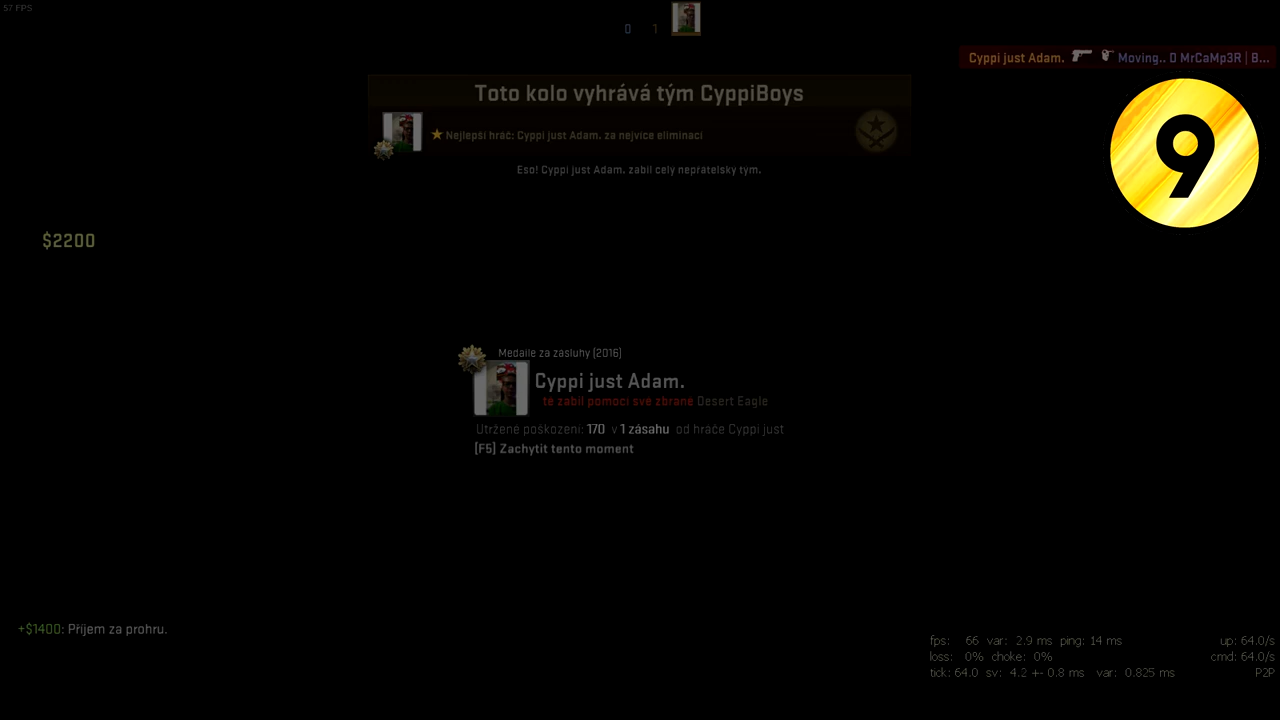 57 FPS
0 1
Cyppi just Adam. Moving.. 0 MrCaMp3R | B...
Toto kolo vyhrává tým CyppiBoys
Nejlepší hráč: Cyppi just Adam. za nejvíce eliminací
Eso! Cyppi just Adam. zabil celý nepřátelský tým.
9
$2200
Medaile za zásluhy (2016)
Cyppi just Adam.
tě zabil pomocí své zbraně Desert Eagle
Utržené poškození: 170 v 1 zásahu od hráče Cyppi just
[F5] Zachytit tento moment
+$1400: Příjem za prohru.
fps: 66 var: 2.9 ms ping: 14 ms up: 64.0/s
loss: 0% choke: 0% cmd: 64.0/s
tick: 64.0 sv: 4.2 +- 0.8 ms var: 0.825 ms P2P